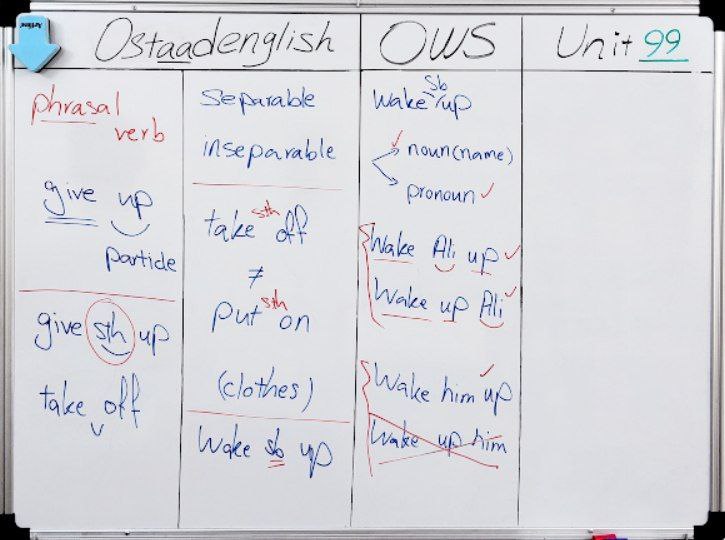 Ostaadenglish OWS Unit 99
phrasal
verb
give up
particle
give sth up
take off
separable
inseparable
take sth off
≠
put sth on
(clothes)
Wake sb up
Wake sb up
noun(name)
pronoun
Wake Ali up
Wake up Ali
Wake him up
Wake up him